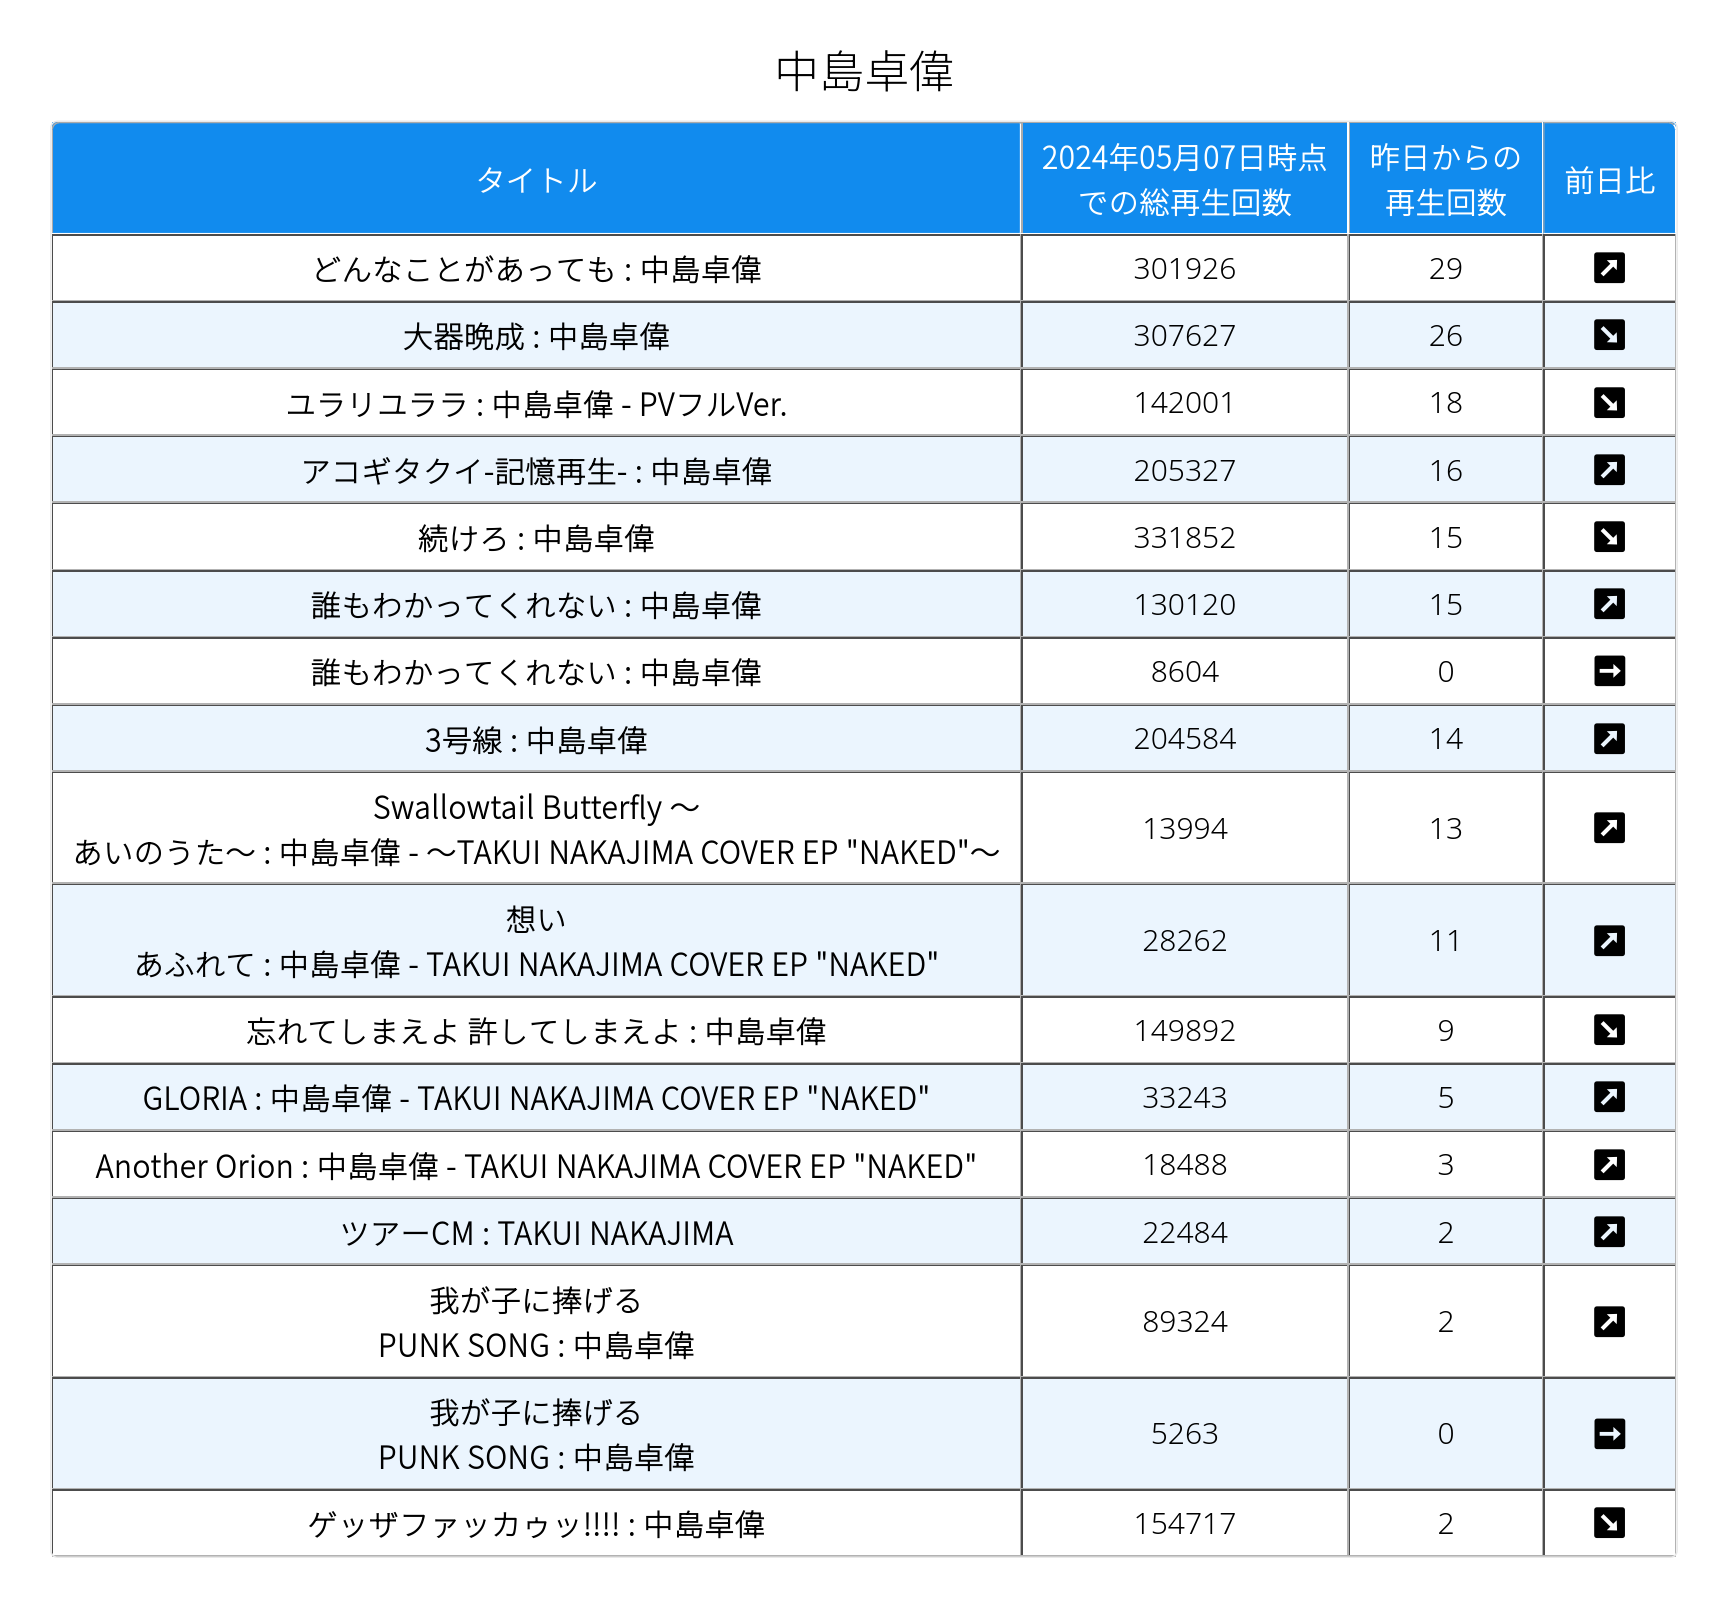 中島卓偉
タイトル
2024年05月07日時点
での総再生回数
昨日からの
再生回数
前日比
どんなことがあっても : 中島卓偉 301926 29 ↗
大器晩成 : 中島卓偉 307627 26 ↘
ユラリユララ : 中島卓偉 - PVフルVer. 142001 18 ↘
アコギタクイ-記憶再生- : 中島卓偉 205327 16 ↗
続けろ : 中島卓偉 331852 15 ↘
誰もわかってくれない : 中島卓偉 130120 15 ↗
誰もわかってくれない : 中島卓偉 8604 0 →
3号線 : 中島卓偉 204584 14 ↗
Swallowtail Butterfly ～
あいのうた～ : 中島卓偉 - ～TAKUI NAKAJIMA COVER EP "NAKED"～ 13994 13 ↗
想い
あふれて : 中島卓偉 - TAKUI NAKAJIMA COVER EP "NAKED" 28262 11 ↗
忘れてしまえよ 許してしまえよ : 中島卓偉 149892 9 ↘
GLORIA : 中島卓偉 - TAKUI NAKAJIMA COVER EP "NAKED" 33243 5 ↗
Another Orion : 中島卓偉 - TAKUI NAKAJIMA COVER EP "NAKED" 18488 3 ↗
ツアーCM : TAKUI NAKAJIMA 22484 2 ↗
我が子に捧げる
PUNK SONG : 中島卓偉 89324 2 ↗
我が子に捧げる
PUNK SONG : 中島卓偉 5263 0 →
ゲッザファッカゥッ!!!! : 中島卓偉 154717 2 ↘